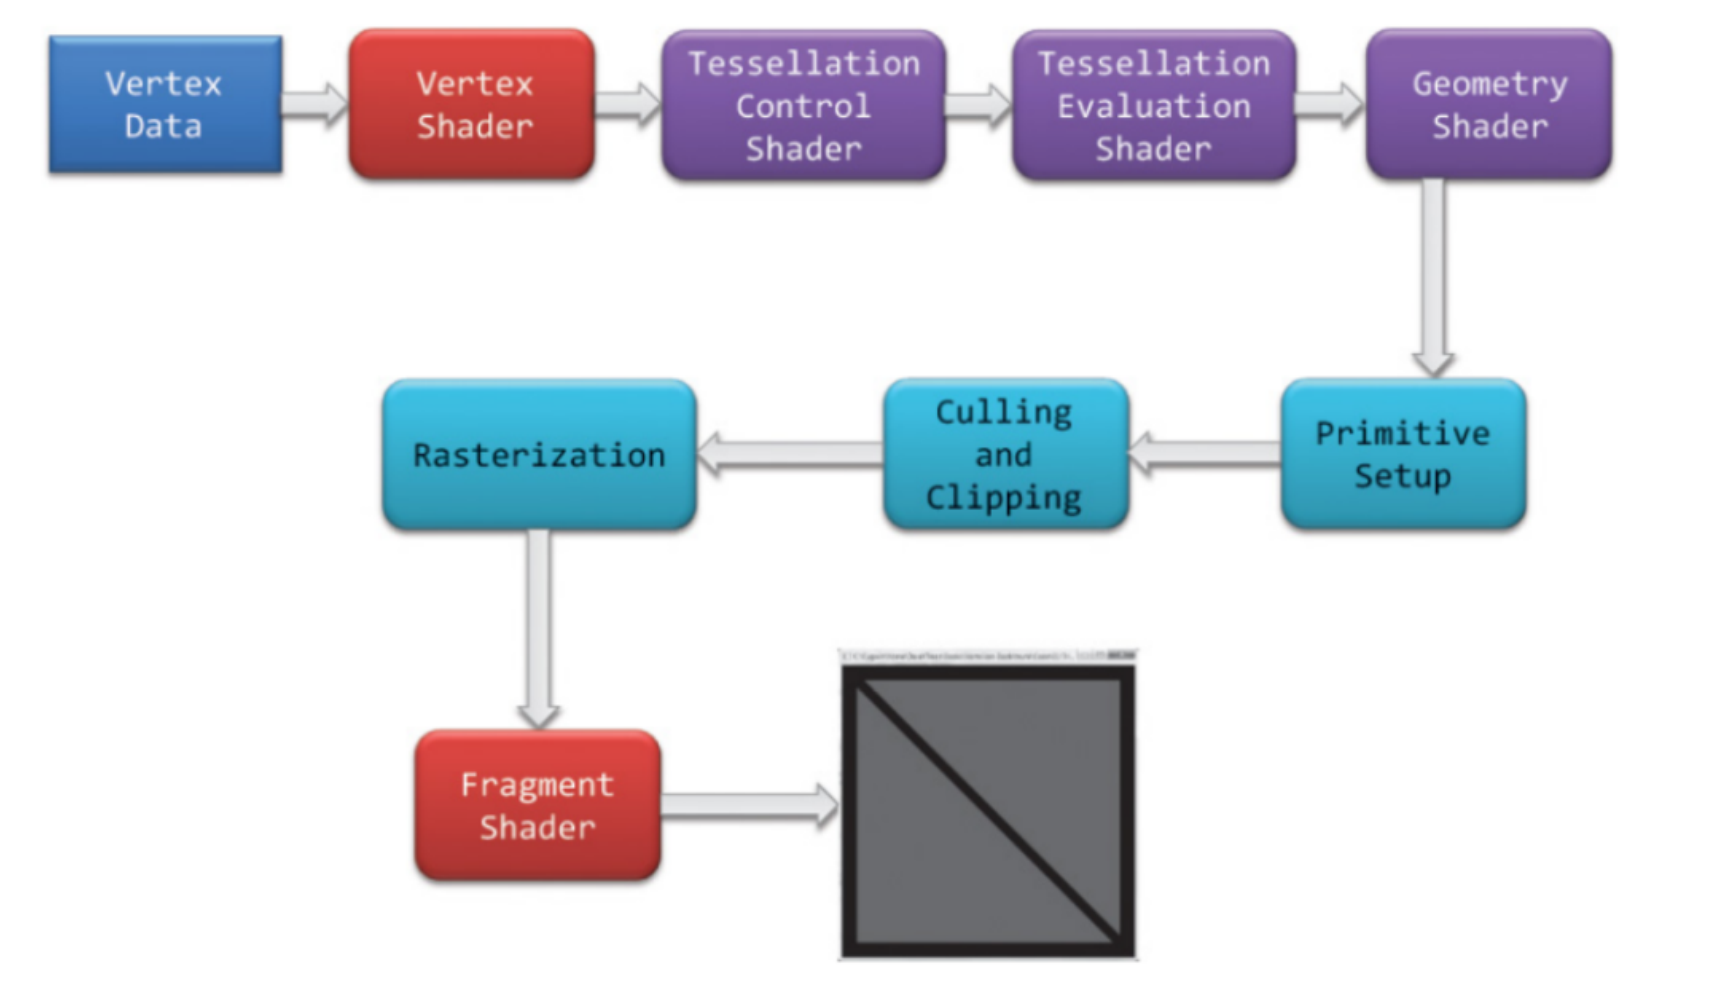 Vertex
Data
Vertex
Shader
Tessellation
Control
Shader
Tessellation
Evaluation
Shader
Geometry
Shader
Primitive
Setup
Culling
and
Clipping
Rasterization
Fragment
Shader